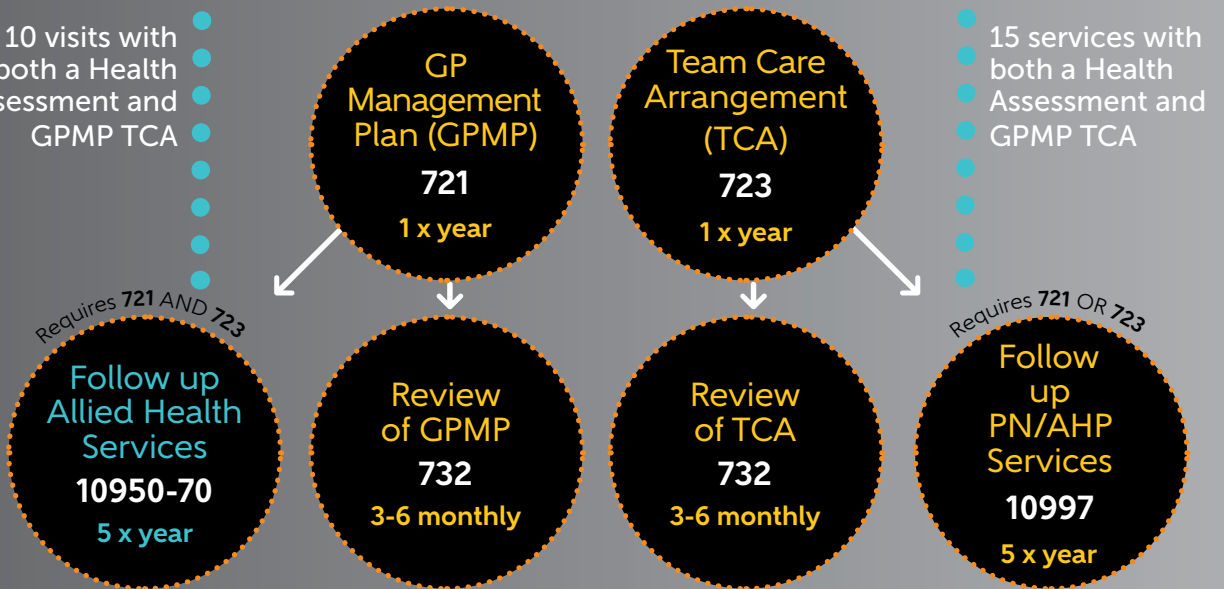 10 visits with
both a Health
Assessment and
GPMP TCA
GP
Management
Plan (GPMP)
721
1 x year
Team Care
Arrangement
(TCA)
723
1 x year
15 services with
both a Health
Assessment and
GPMP TCA
Requires 721 AND 723
Follow up
Allied Health
Services
10950-70
5 x year
Review
of GPMP
732
3-6 monthly
Review
of TCA
732
3-6 monthly
Requires 721 OR 723
Follow
up
PN/AHP
Services
10997
5 x year